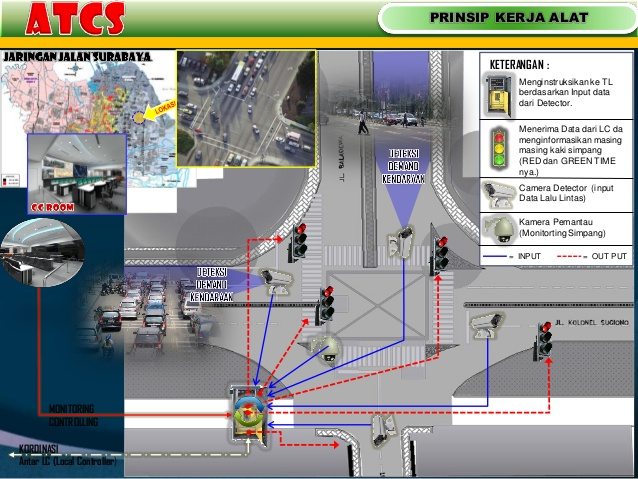 ATCS
PRINSIP KERJA ALAT
JARINGAN JALAN SURABAYA
LOKASI
CC ROOM
DETEKSI
DEMAND
KENDARAAN
DETEKSI
DEMAND
KENDARAAN
KETERANGAN :
Menginstruksikan ke TL
berdasarkan Input data
dari Detector.
Menerima Data dari LC da
menginformasikan masing
masing kaki simpang
(RED dan GREEN TIME
nya.)
Camera Detector (input
Data Lalu Lintas)
Kamera Pemantau
(Monitorting Simpang)
= INPUT
= OUT PUT
JL. KOLONEL SUGIONO
MONITORING
CONTROLLING
KORDINASI
Antar LC (Local Controller)